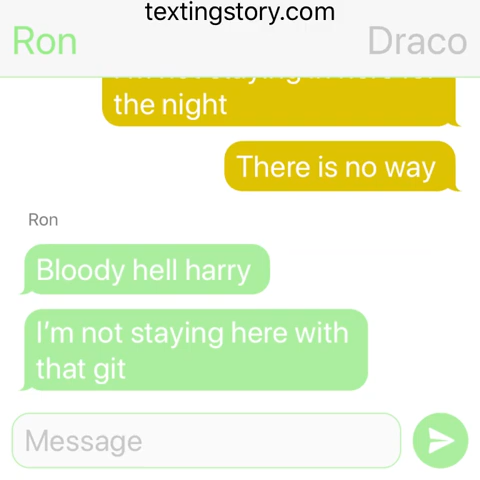 textingstory.com
Ron
Draco
the night
There is no way
Ron
Bloody hell harry
I'm not staying here with
that git
Message